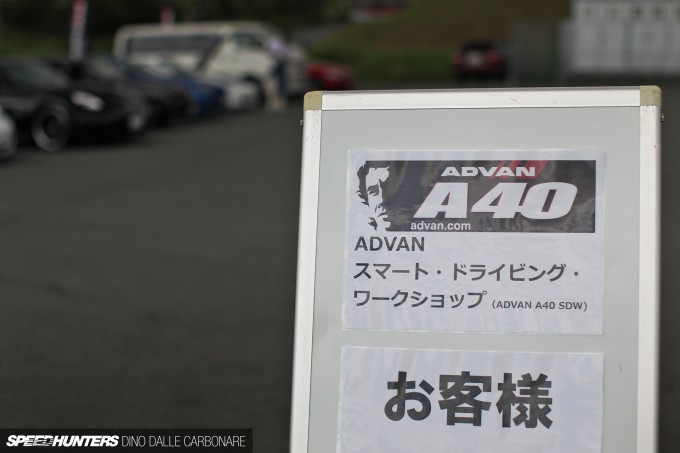 ADVAN
A40
advan.com
ADVAN
スマート・ドライビング・
ワークショップ (ADVAN A40 SDW)
お客様
SPEEDHUNTERS DINO DALLE CARBONARE